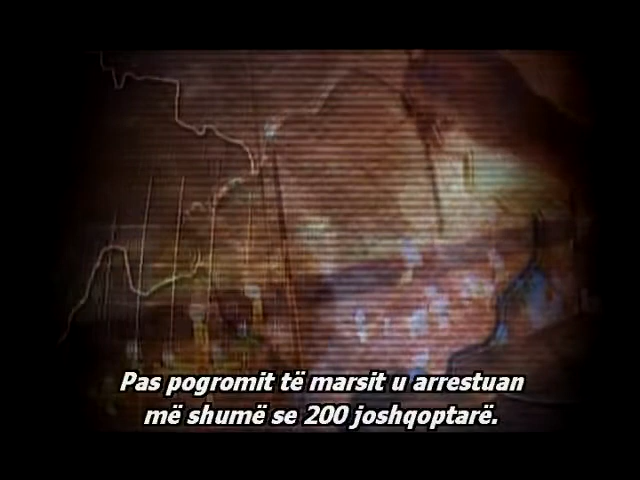 Pas pogromit të marsit u arrestuan
më shumë se 200 joshqoptarë.